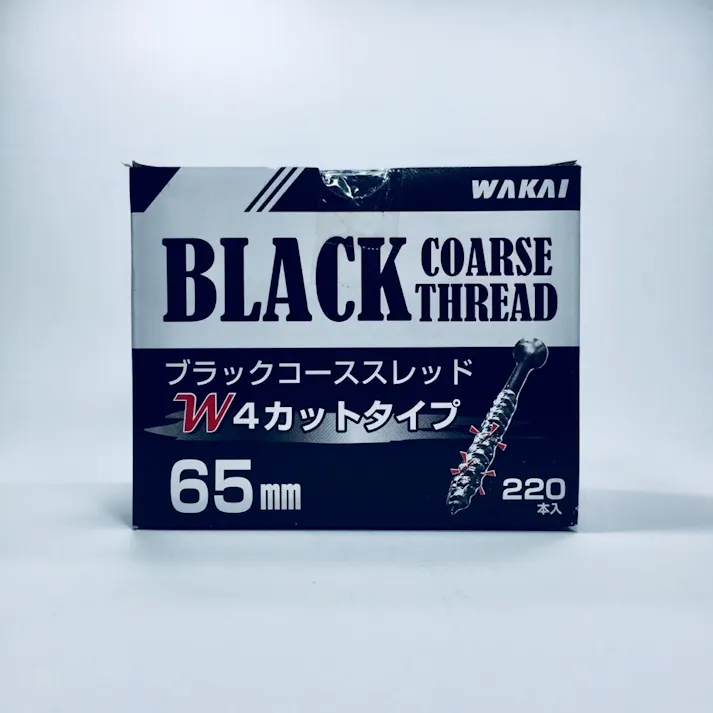 WAKAI
BLACK COARSE THREAD
ブラックコーススレッド
W4カットタイプ
65mm
220
本入